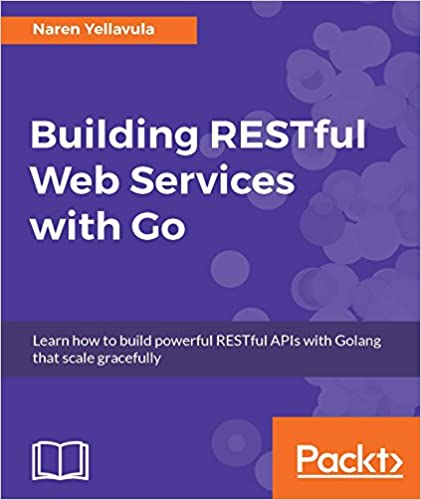 Naren Yellavula
Building RESTful
Web Services
with Go
Learn how to build powerful RESTful APIs with Golang
that scale gracefully
Packt>